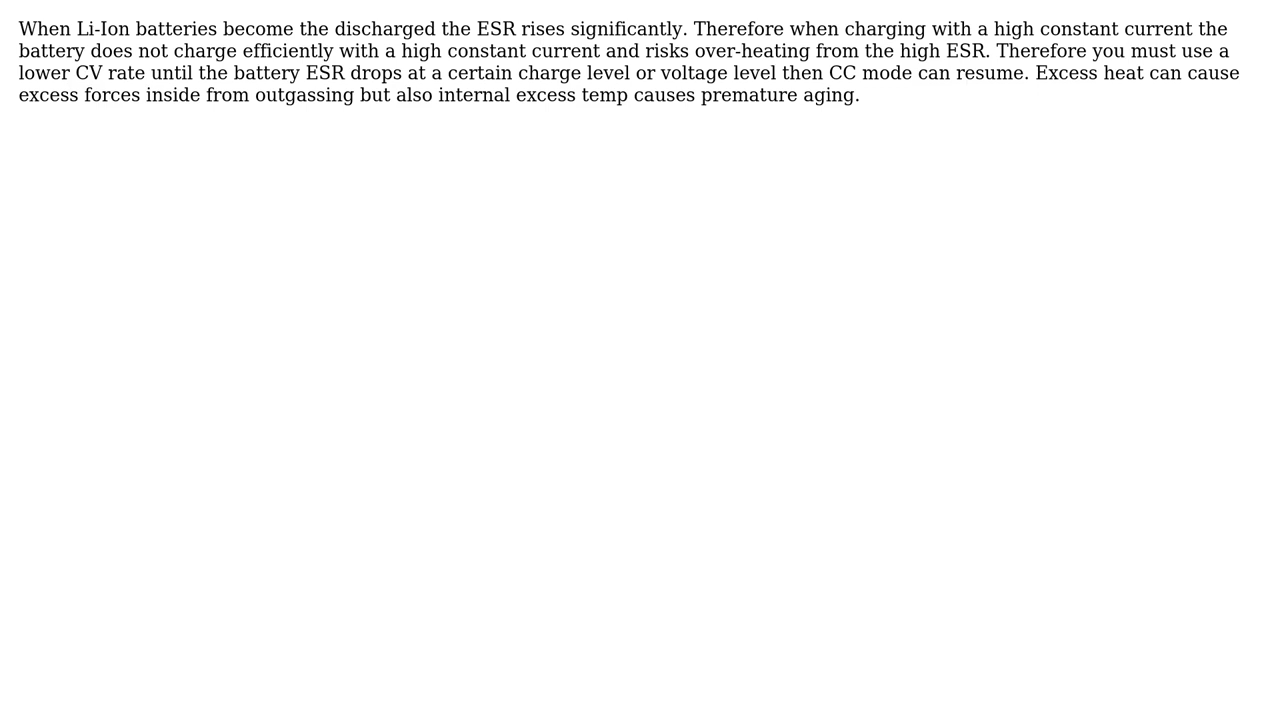 When Li-Ion batteries become the discharged the ESR rises significantly. Therefore when charging with a high constant current the
battery does not charge efficiently with a high constant current and risks over-heating from the high ESR. Therefore you must use a
lower CV rate until the battery ESR drops at a certain charge level or voltage level then CC mode can resume. Excess heat can cause
excess forces inside from outgassing but also internal excess temp causes premature aging.